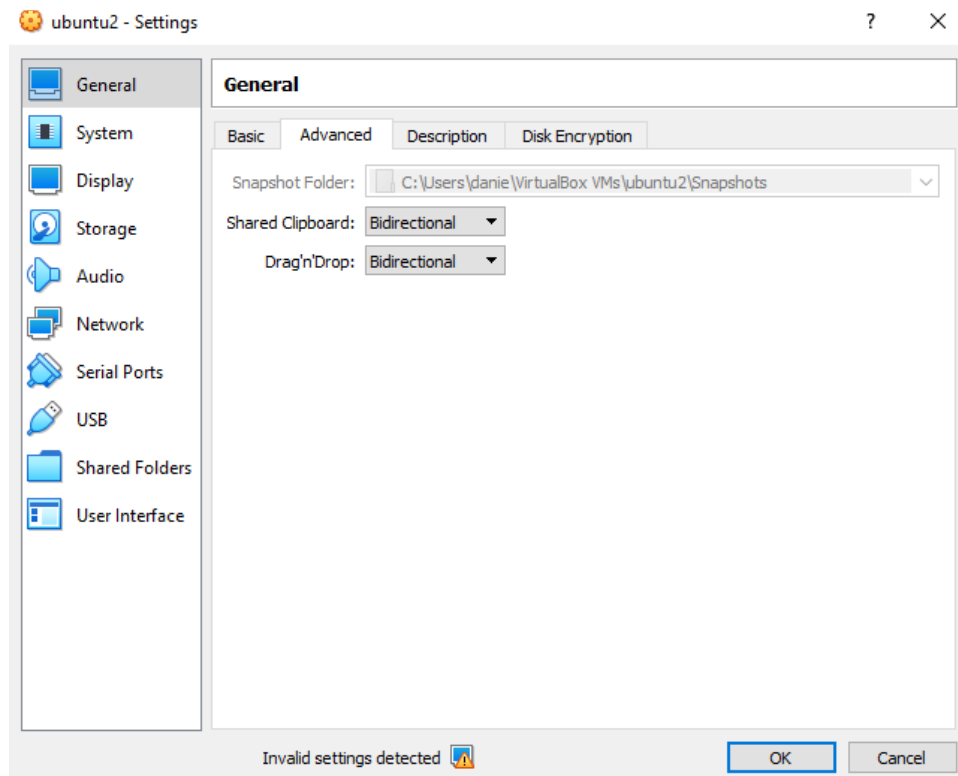 ubuntu2 - Settings
?
General
System
Display
Storage
Audio
Network
Serial Ports
USB
Shared Folders
User Interface
General
Basic
Advanced
Description
Disk Encryption
Snapshot Folder:
C:\Users\danie\VirtualBox VMs\ubuntu2\Snapshots
Shared Clipboard:
Bidirectional
Drag'n'Drop:
Bidirectional
Invalid settings detected
OK
Cancel